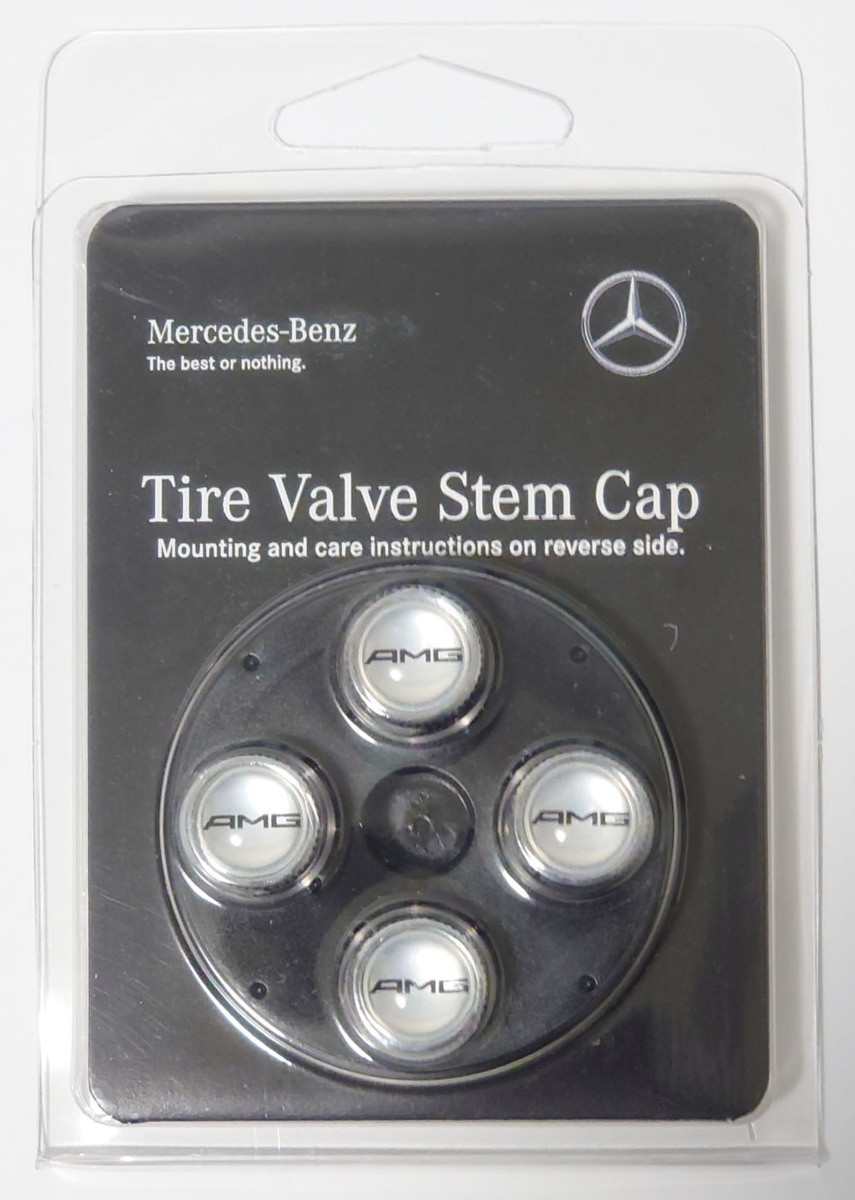 Mercedes-Benz
The best or nothing.
Tire Valve Stem Cap
Mounting and care instructions on reverse side.
AMG
AMG
AMG
AMG